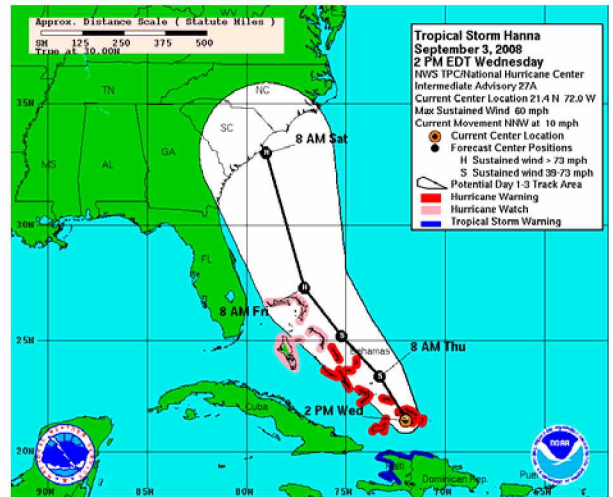 Approx. Distance Scale ( Statute Miles )
SM 125 250 375 500
True at 30.00N
Tropical Storm Hanna
September 3, 2008
2 PM EDT Wednesday
NWS TPC/National Hurricane Center
Intermediate Advisory 27A
Current Center Location 21.4 N 72.0 W
Max Sustained Wind 60 mph
Current Movement NNW at 10 mph
Current Center Location
Forecast Center Positions
H Sustained wind > 73 mph
S Sustained wind 39-73 mph
Potential Day 1-3 Track Area
Hurricane Warning
Hurricane Watch
Tropical Storm Warning
WV
VA
TN
NC
35N
SC
MS
AL
GA
H
8 AM Sat
30N
FL
H
8 AM Fri
S
25N
Bahamas
8 AM Thu
S
2 PM Wed
Cuba
20N
Haiti
Dominican Rep.
Puer
NOAA
90W
85W
80W
75W
70W
65W